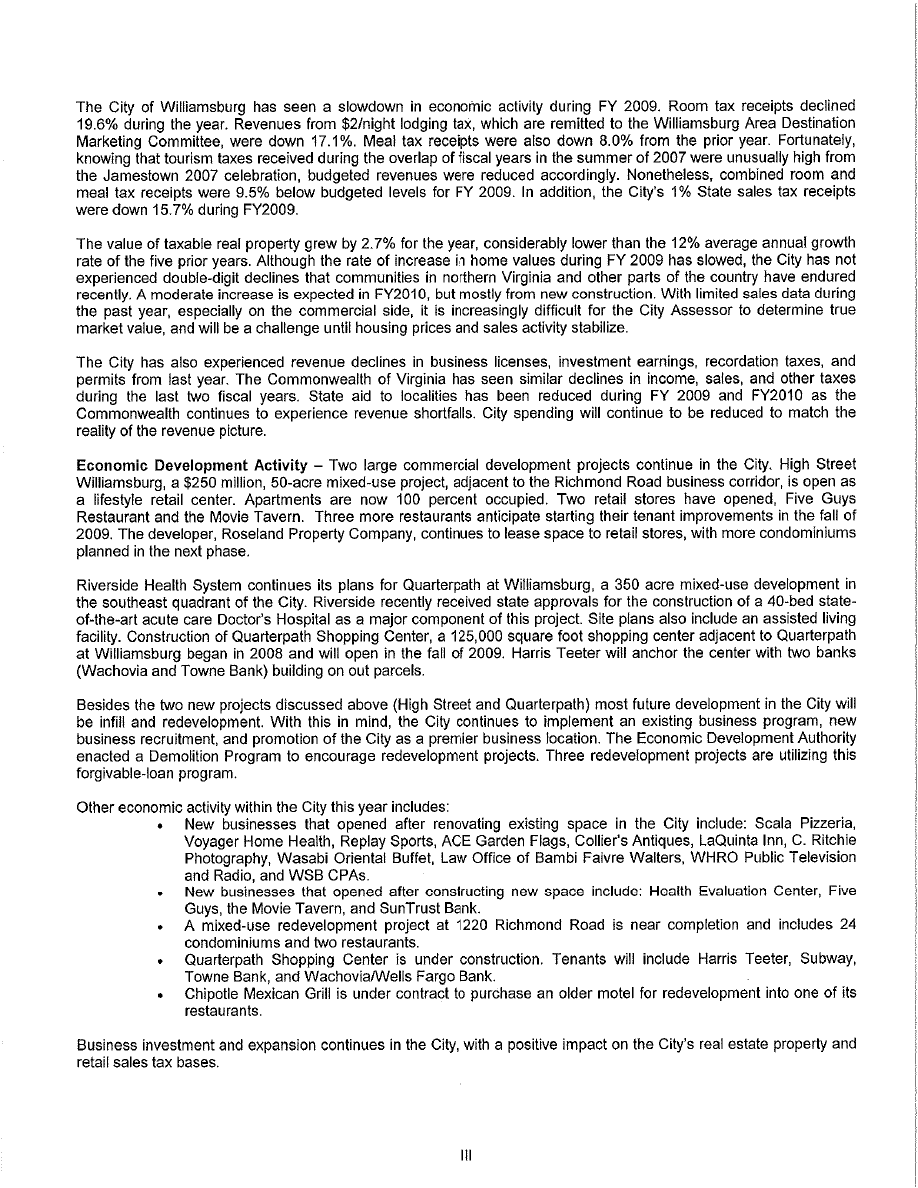 The City of Williamsburg has seen a slowdown in economic activity during FY 2009. Room tax receipts declined
19.6% during the year. Revenues from $2/night lodging tax, which are remitted to the Williamsburg Area Destination
Marketing Committee, were down 17.1%. Meal tax receipts were also down 8.0% from the prior year. Fortunately,
knowing that tourism taxes received during the overlap of fiscal years in the summer of 2007 were unusually high from
the Jamestown 2007 celebration, budgeted revenues were reduced accordingly. Nonetheless, combined room and
meal tax receipts were 9.5% below budgeted levels for FY 2009. In addition, the City's 1% State sales tax receipts
were down 15.7% during FY2009.
The value of taxable real property grew by 2.7% for the year, considerably lower than the 12% average annual growth
rate of the five prior years. Although the rate of increase in home values during FY 2009 has slowed, the City has not
experienced double-digit declines that communities in northern Virginia and other parts of the country have endured
recently. A moderate increase is expected in FY2010, but mostly from new construction. With limited sales data during
the past year, especially on the commercial side, it is increasingly difficult for the City Assessor to determine true
market value, and will be a challenge until housing prices and sales activity stabilize.
The City has also experienced revenue declines in business licenses, investment earnings, recordation taxes, and
permits from last year. The Commonwealth of Virginia has seen similar declines in income, sales, and other taxes
during the last two fiscal years. State aid to localities has been reduced during FY 2009 and FY2010 as the
Commonwealth continues to experience revenue shortfalls. City spending will continue to be reduced to match the
reality of the revenue picture.
Economic Development Activity – Two large commercial development projects continue in the City. High Street
Williamsburg, a $250 million, 50-acre mixed-use project, adjacent to the Richmond Road business corridor, is open as
a lifestyle retail center. Apartments are now 100 percent occupied. Two retail stores have opened, Five Guys
Restaurant and the Movie Tavern. Three more restaurants anticipate starting their tenant improvements in the fall of
2009. The developer, Roseland Property Company, continues to lease space to retail stores, with more condominiums
planned in the next phase.
Riverside Health System continues its plans for Quarterpath at Williamsburg, a 350 acre mixed-use development in
the southeast quadrant of the City. Riverside recently received state approvals for the construction of a 40-bed state-
of-the-art acute care Doctor's Hospital as a major component of this project. Site plans also include an assisted living
facility. Construction of Quarterpath Shopping Center, a 125,000 square foot shopping center adjacent to Quarterpath
at Williamsburg began in 2008 and will open in the fall of 2009. Harris Teeter will anchor the center with two banks
(Wachovia and Towne Bank) building on out parcels.
Besides the two new projects discussed above (High Street and Quarterpath) most future development in the City will
be infill and redevelopment. With this in mind, the City continues to implement an existing business program, new
business recruitment, and promotion of the City as a premier business location. The Economic Development Authority
enacted a Demolition Program to encourage redevelopment projects. Three redevelopment projects are utilizing this
forgivable-loan program.
Other economic activity within the City this year includes:
• New businesses that opened after renovating existing space in the City include: Scala Pizzeria,
Voyager Home Health, Replay Sports, ACE Garden Flags, Collier's Antiques, LaQuinta Inn, C. Ritchie
Photography, Wasabi Oriental Buffet, Law Office of Bambi Faivre Walters, WHRO Public Television
and Radio, and WSB CPAs.
• New businesses that opened after constructing new space include: Health Evaluation Center, Five
Guys, the Movie Tavern, and SunTrust Bank.
• A mixed-use redevelopment project at 1220 Richmond Road is near completion and includes 24
condominiums and two restaurants.
• Quarterpath Shopping Center is under construction. Tenants will include Harris Teeter, Subway,
Towne Bank, and Wachovia/Wells Fargo Bank.
• Chipotle Mexican Grill is under contract to purchase an older motel for redevelopment into one of its
restaurants.
Business investment and expansion continues in the City, with a positive impact on the City's real estate property and
retail sales tax bases.
III